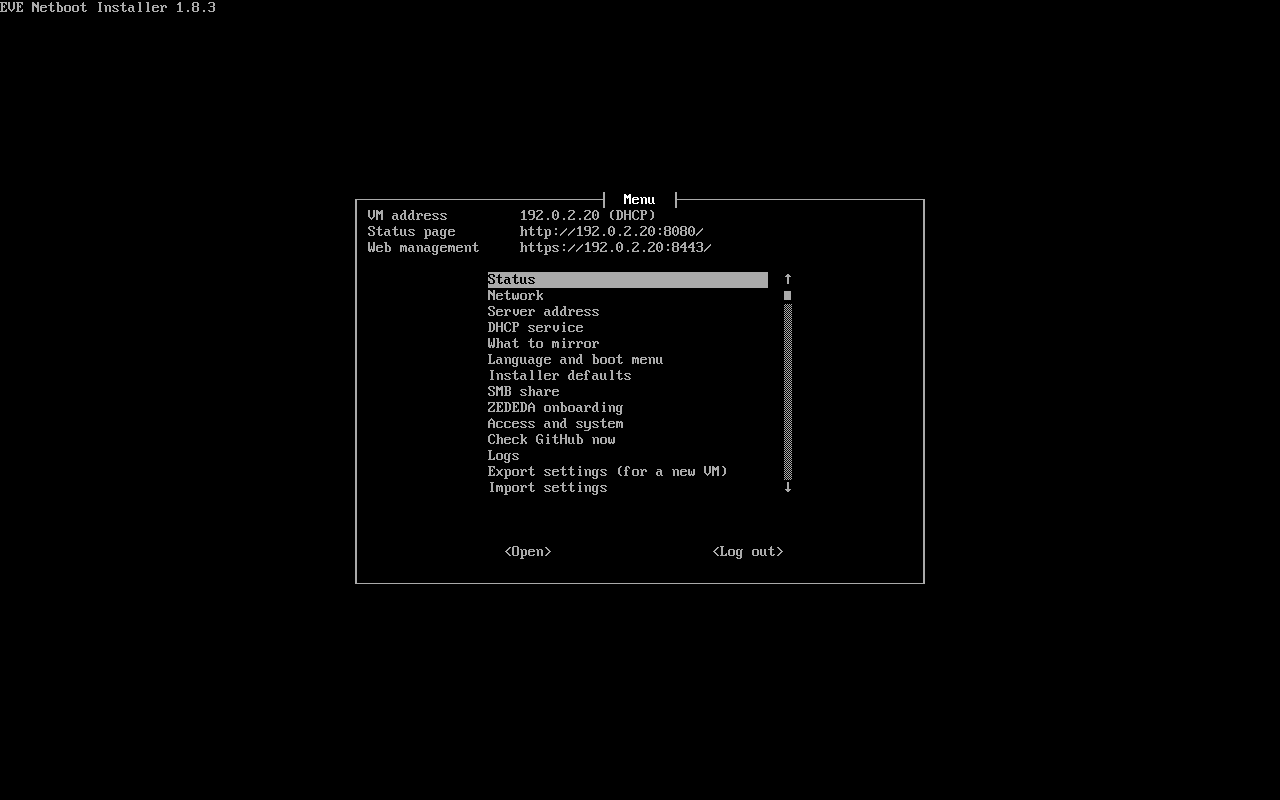 EVE Netboot Installer 1.8.3
Menu
VM address 192.0.2.20 (DHCP)
Status page http://192.0.2.20:8080/
Web management https://192.0.2.20:8443/
Status ↑
Network
Server address
DHCP service
What to mirror
Language and boot menu
Installer defaults
SMB share
ZEDEDA onboarding
Access and system
Check GitHub now
Logs
Export settings (for a new VM)
Import settings ↓
<Open> <Log out>